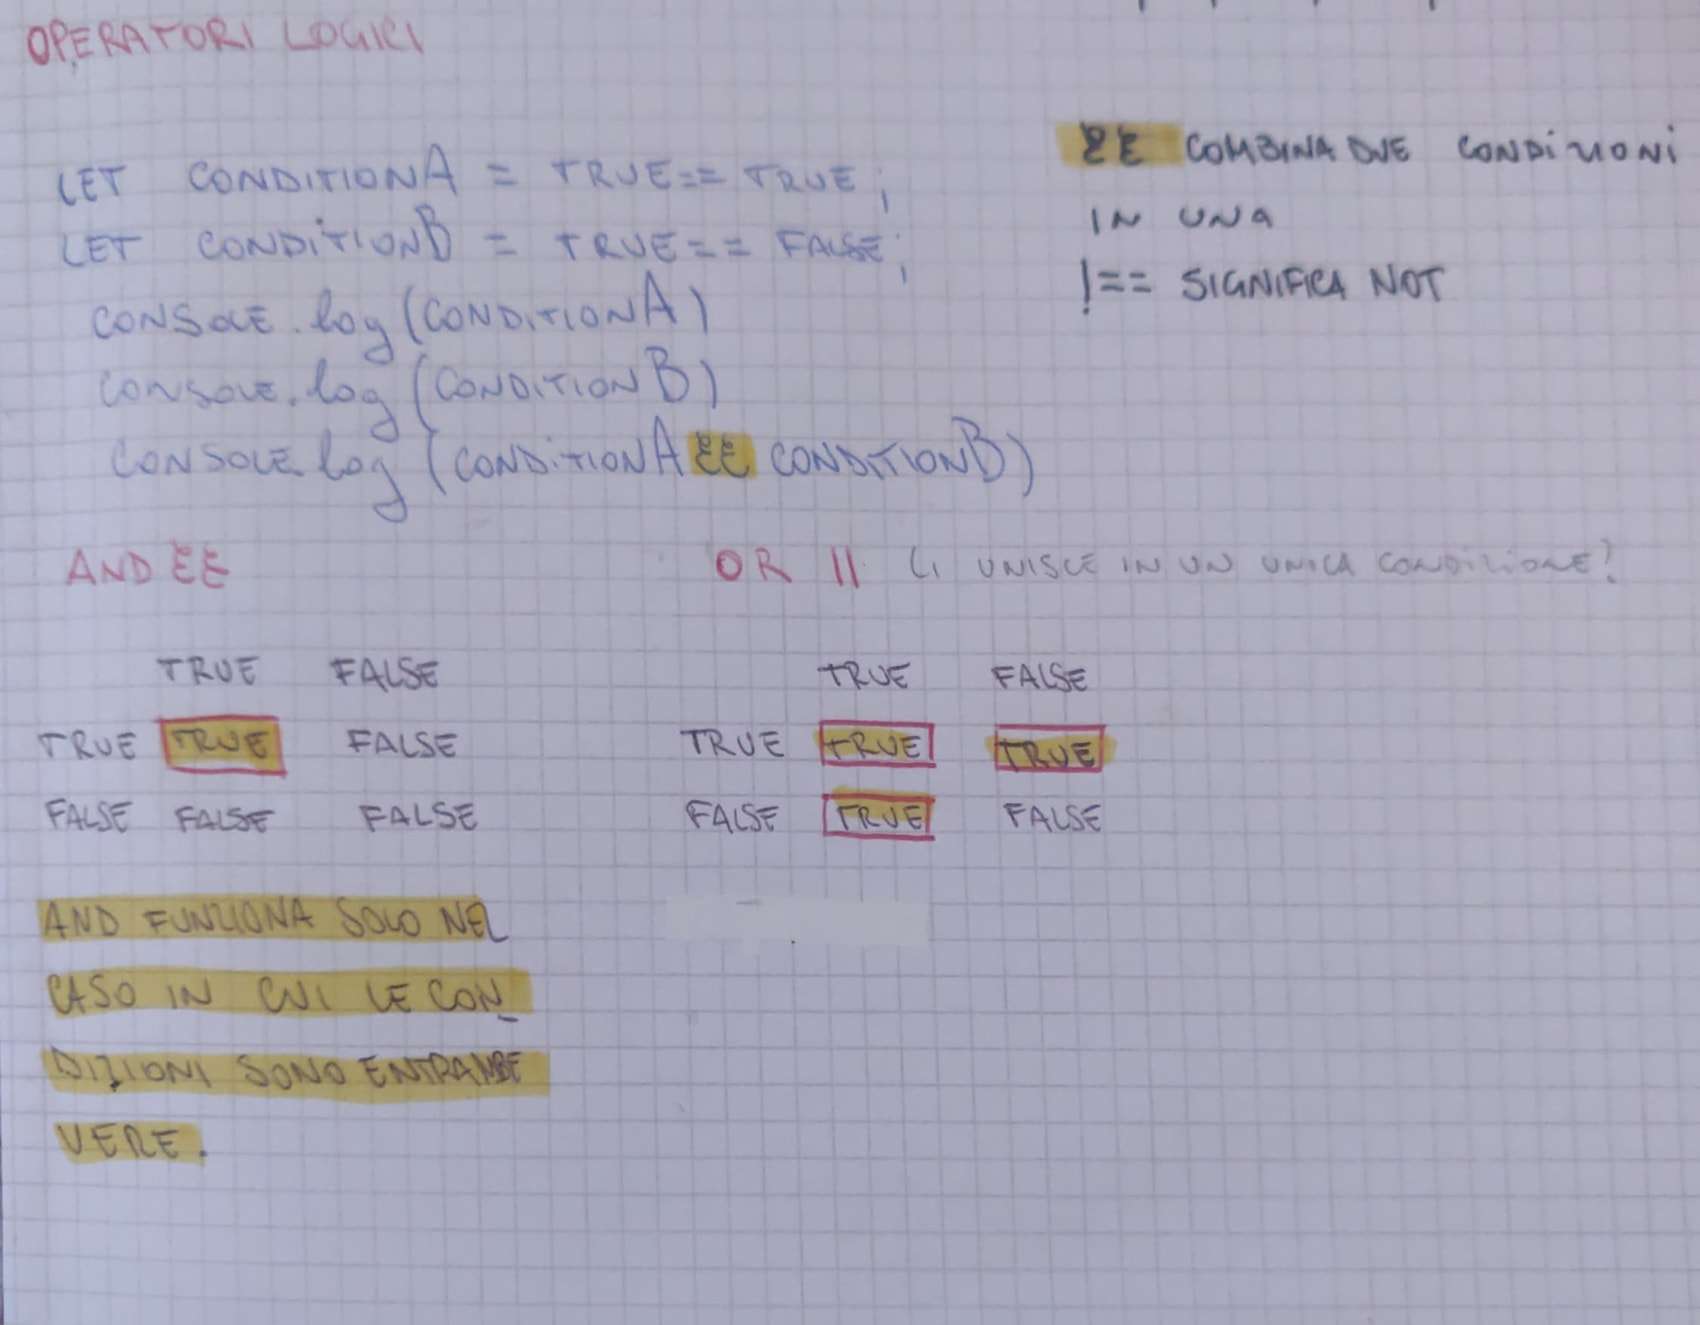 OPERATORI LOGICI
LET CONDITIONA = TRUE== TRUE;
LET CONDITIONB = TRUE== FALSE;
CONSOLE.log(CONDITIONA)
CONSOLE.log(CONDITIONB)
CONSOLE.log(CONDITIONA && CONDITIONB)
&& COMBINA DUE CONDIZIONI
IN UNA
!== SIGNIFICA NOT
AND &&
OR || LI UNISCE IN UN UNICA CONDIZIONE!
TRUE FALSE
TRUE TRUE FALSE
FALSE FALSE FALSE
TRUE FALSE
TRUE TRUE TRUE
FALSE TRUE FALSE
AND FUNZIONA SOLO NEL
CASO IN CUI LE CON_
DIZIONI SONO ENTRAMBE
VERE.